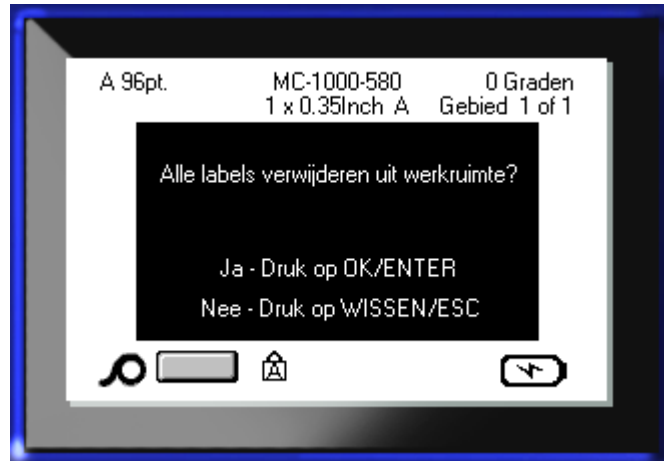 A 96pt. MC-1000-580 0 Graden
1 x 0.35Inch A Gebied 1 of 1
Alle labels verwijderen uit werkruimte?
Ja - Druk op OK/ENTER
Nee - Druk op WISSEN/ESC
A